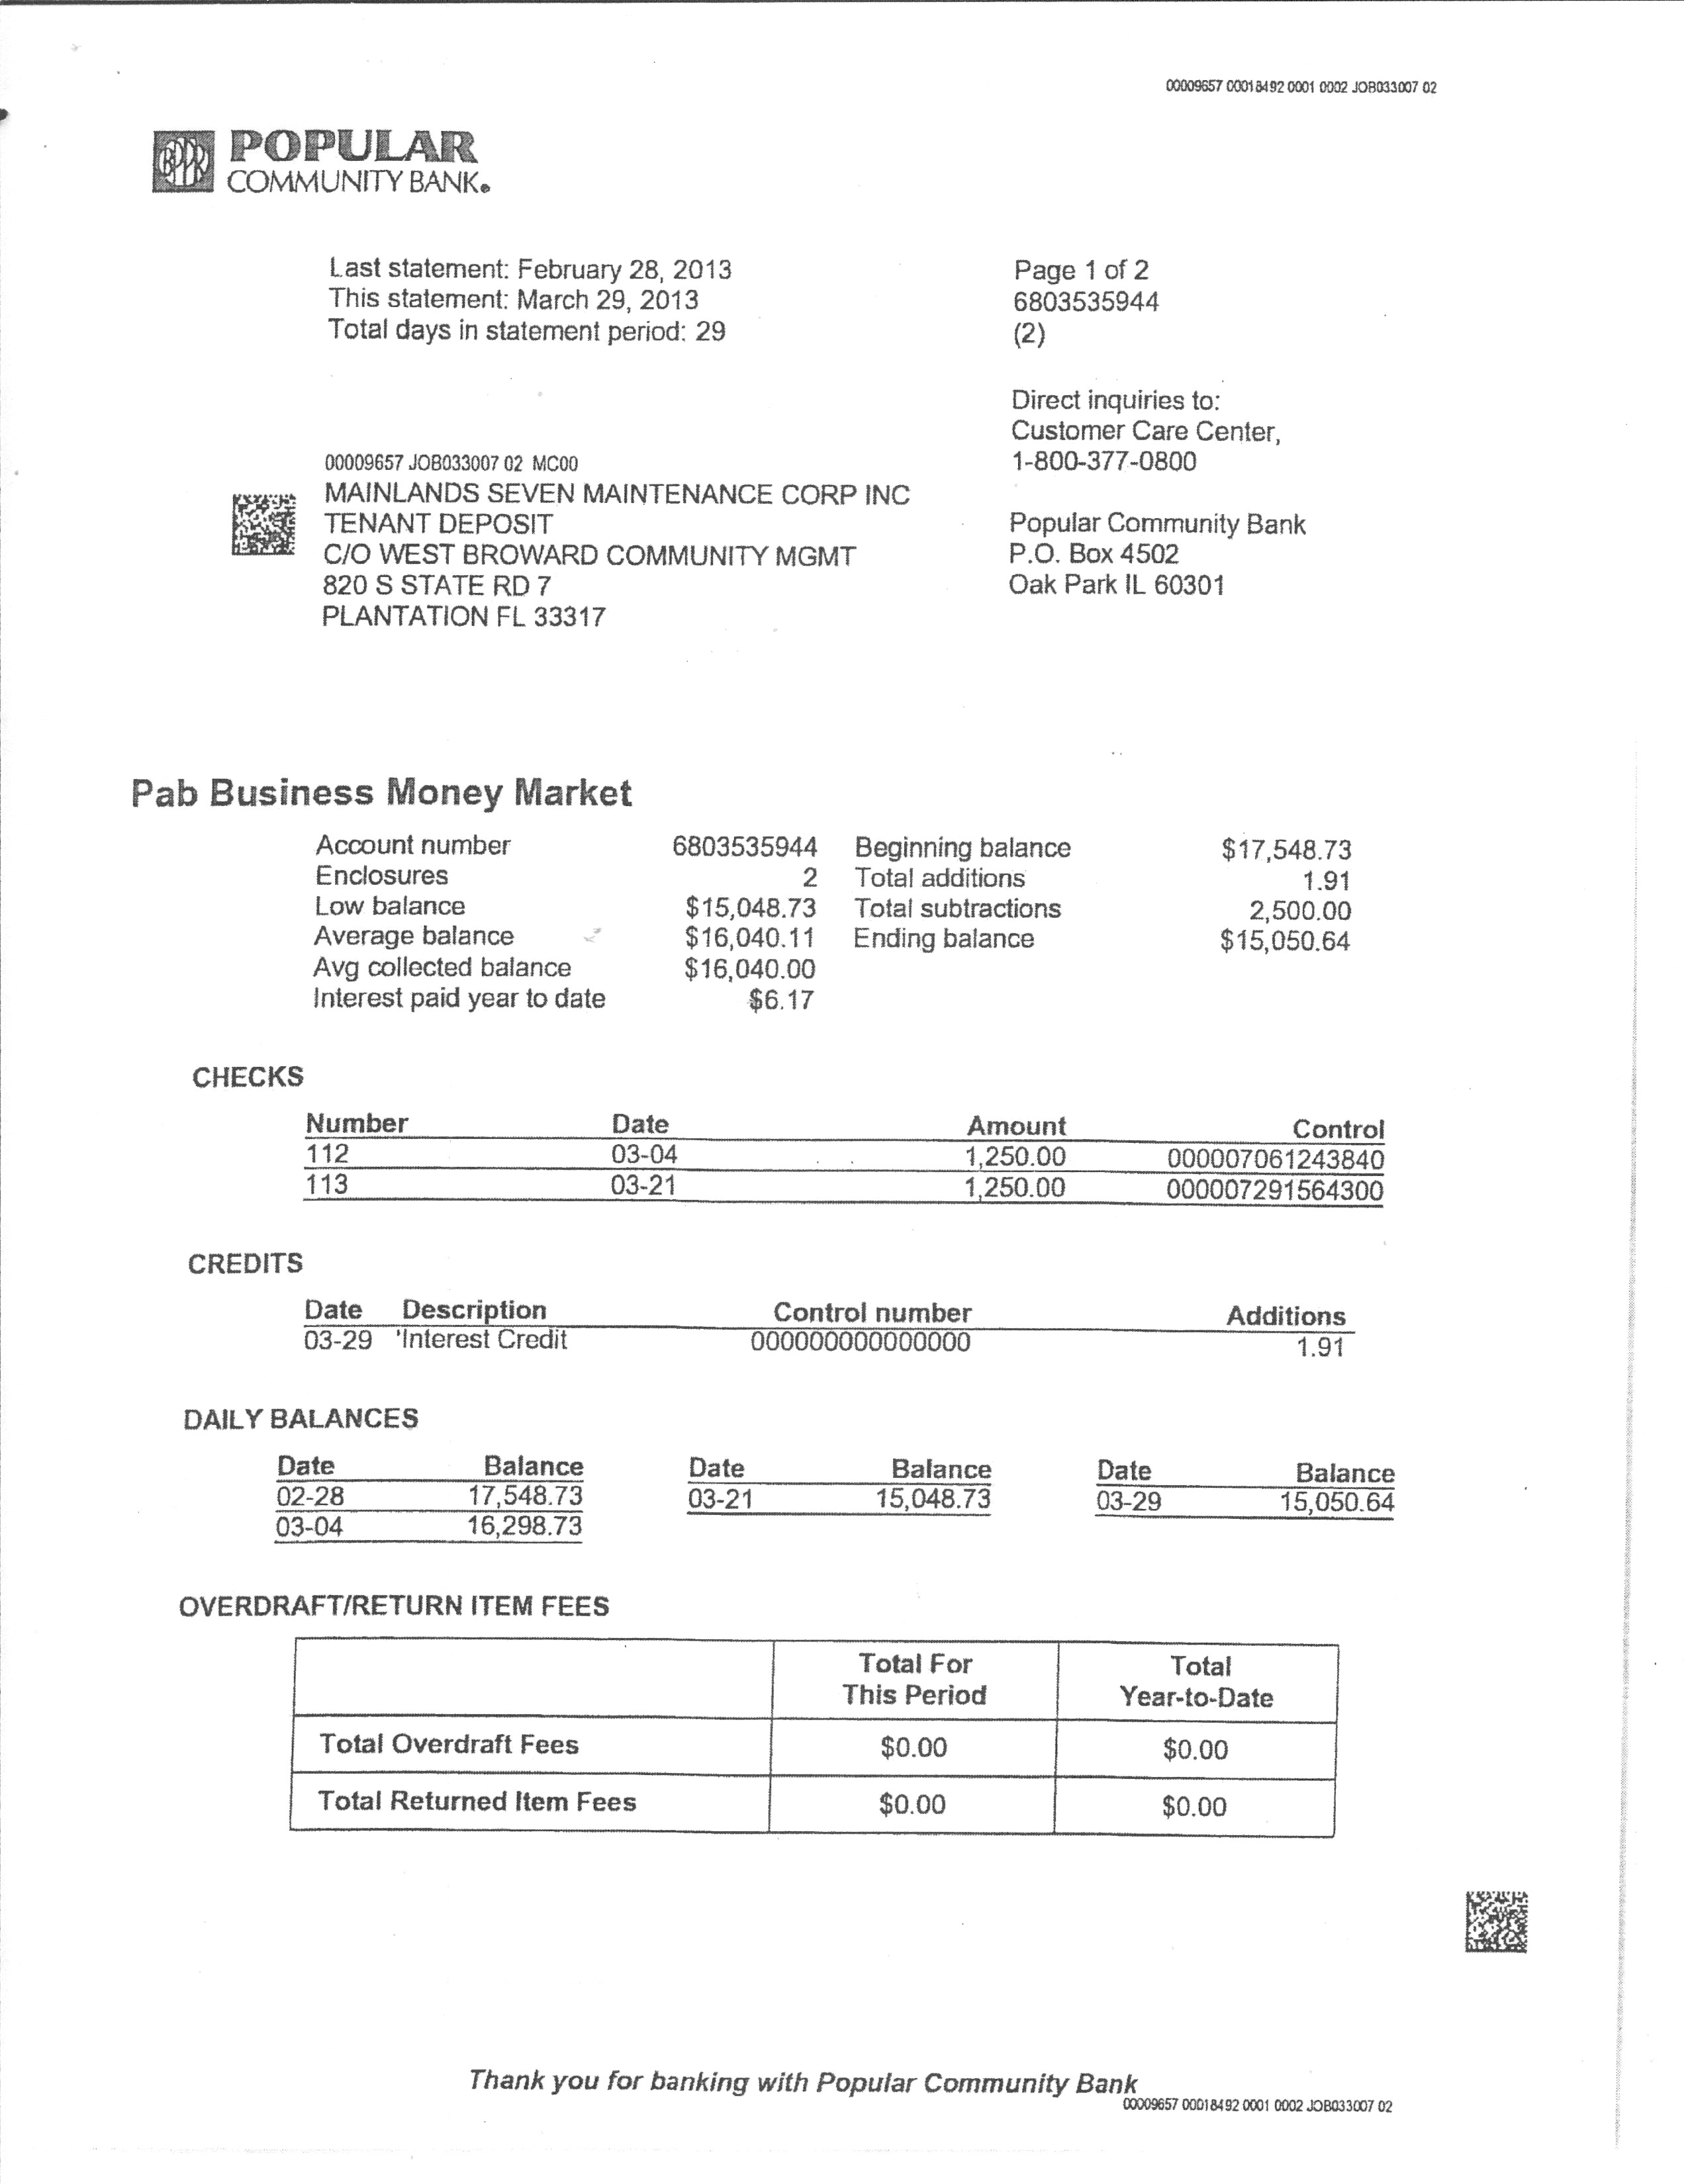 00009657 00018492 0001 0002 JOB033007 02
POPULAR
COMMUNITY BANK.
Last statement: February 28, 2013
This statement: March 29, 2013
Total days in statement period: 29
Page 1 of 2
6803535944
(2)
Direct inquiries to:
Customer Care Center,
1-800-377-0800
00009657 JOB033007 02 MC00
MAINLANDS SEVEN MAINTENANCE CORP INC
TENANT DEPOSIT
C/O WEST BROWARD COMMUNITY MGMT
820 S STATE RD 7
PLANTATION FL 33317
Popular Community Bank
P.O. Box 4502
Oak Park IL 60301
Pab Business Money Market
Account number 6803535944 Beginning balance $17,548.73
Enclosures 2 Total additions 1.91
Low balance $15,048.73 Total subtractions 2,500.00
Average balance $16,040.11 Ending balance $15,050.64
Avg collected balance $16,040.00
Interest paid year to date $6.17
CHECKS
Number Date Amount Control
112 03-04 1,250.00 000007061243840
113 03-21 1,250.00 000007291564300
CREDITS
Date Description Control number Additions
03-29 'Interest Credit 000000000000000 1.91
DAILY BALANCES
Date Balance Date Balance Date Balance
02-28 17,548.73 03-21 15,048.73 03-29 15,050.64
03-04 16,298.73
OVERDRAFT/RETURN ITEM FEES
Total For Total
This Period Year-to-Date
Total Overdraft Fees $0.00 $0.00
Total Returned Item Fees $0.00 $0.00
Thank you for banking with Popular Community Bank
00009657 00018492 0001 0002 JOB033007 02